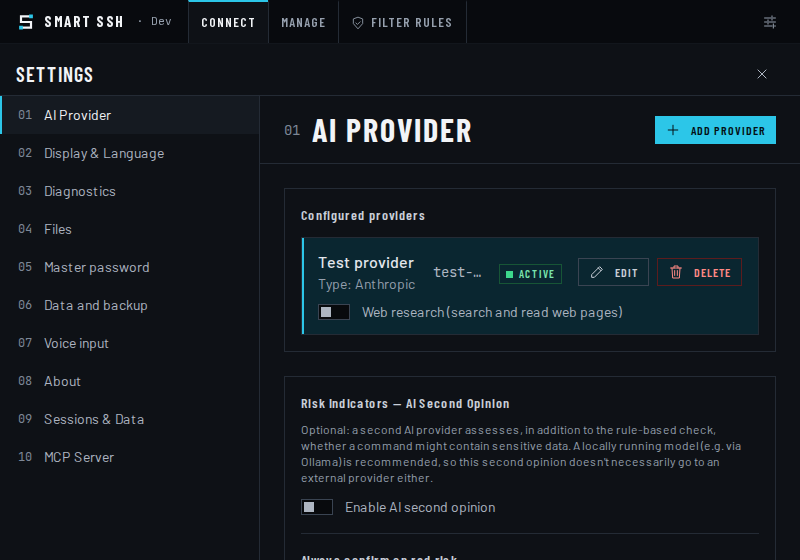 SMART SSH · Dev
CONNECT
MANAGE
FILTER RULES
SETTINGS
01 AI Provider
02 Display & Language
03 Diagnostics
04 Files
05 Master password
06 Data and backup
07 Voice input
08 About
09 Sessions & Data
10 MCP Server
01 AI PROVIDER
ADD PROVIDER
Configured providers
Test provider
Type: Anthropic
test-…
ACTIVE
EDIT
DELETE
Web research (search and read web pages)
Risk Indicators — AI Second Opinion
Optional: a second AI provider assesses, in addition to the rule-based check,
whether a command might contain sensitive data. A locally running model (e.g. via
Ollama) is recommended, so this second opinion doesn't necessarily go to an
external provider either.
Enable AI second opinion
Always confirm on red risk